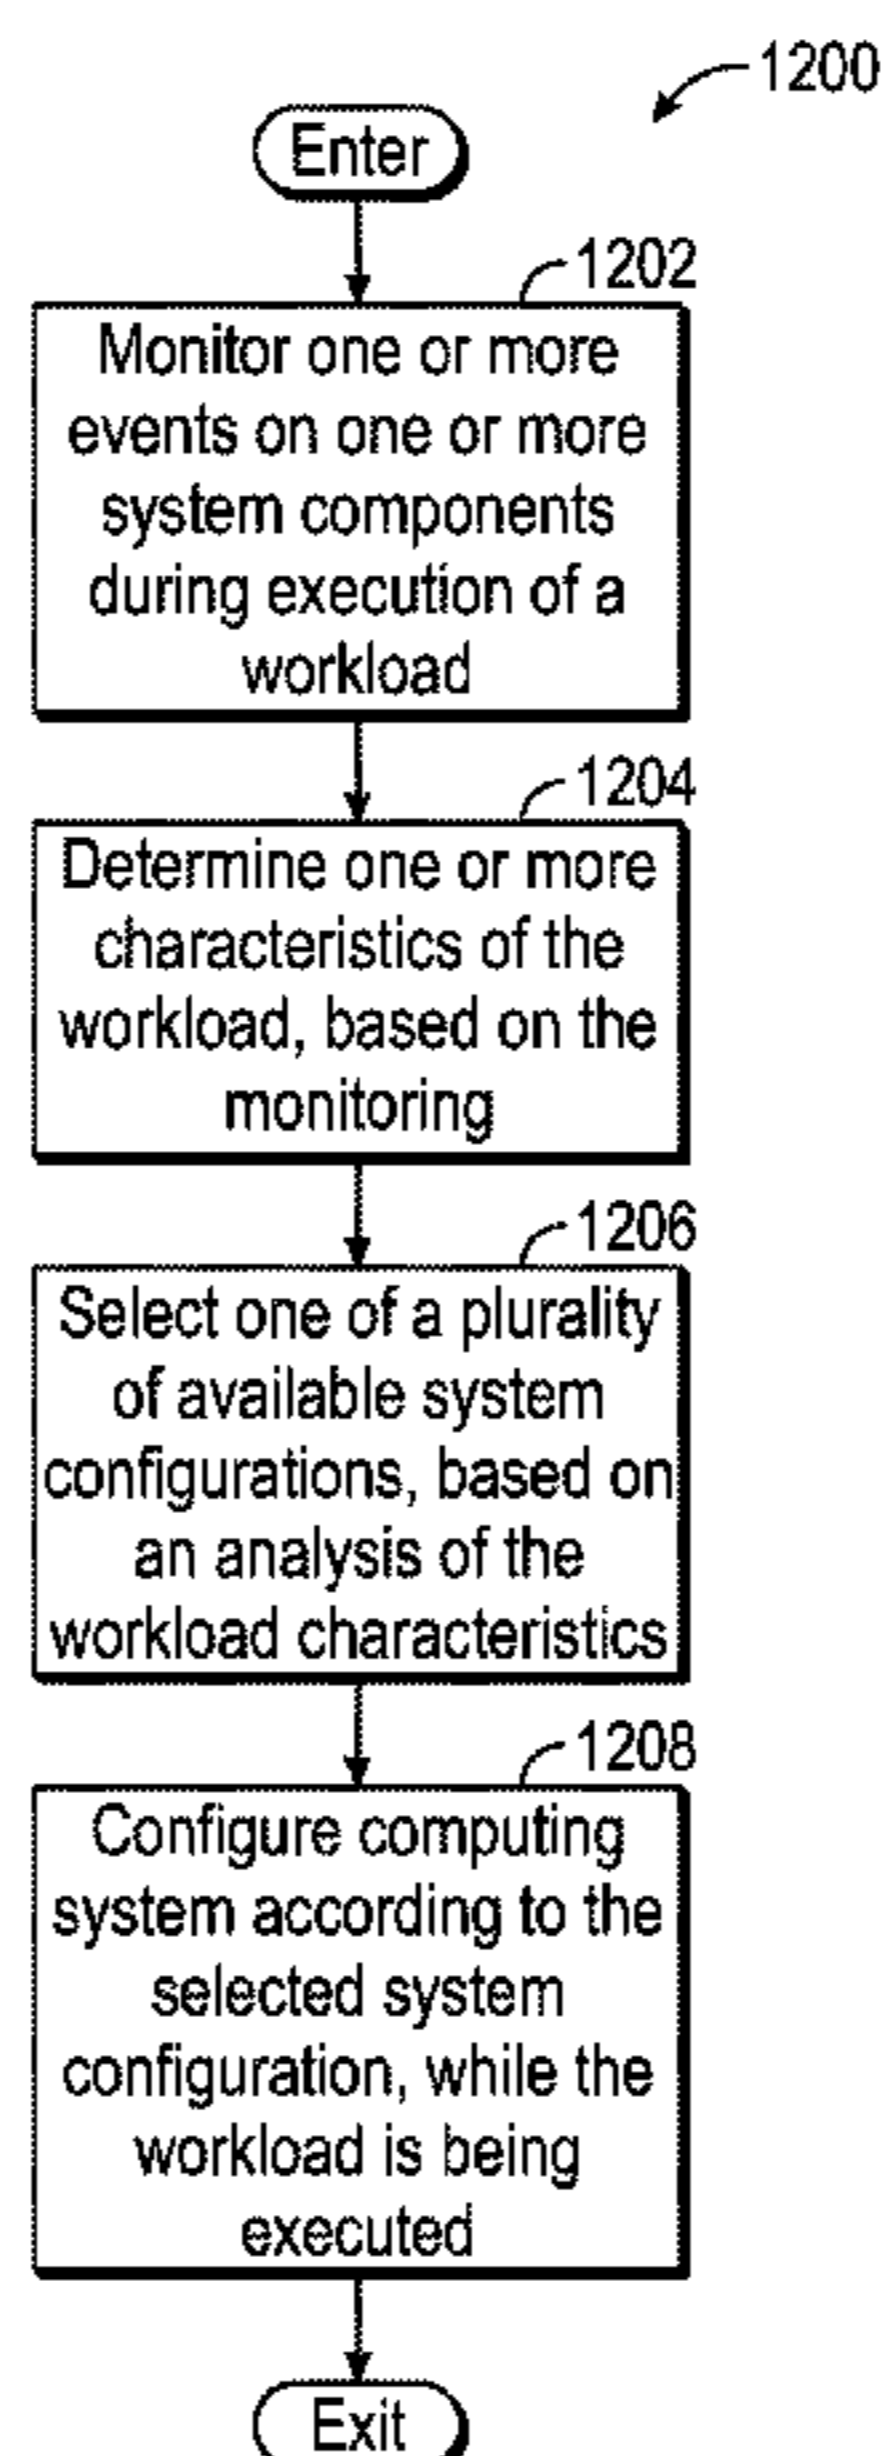 1200
Enter
1202
Monitor one or more
events on one or more
system components
during execution of a
workload
1204
Determine one or more
characteristics of the
workload, based on the
monitoring
1206
Select one of a plurality
of available system
configurations, based on
an analysis of the
workload characteristics
1208
Configure computing
system according to the
selected system
configuration, while the
workload is being
executed
Exit